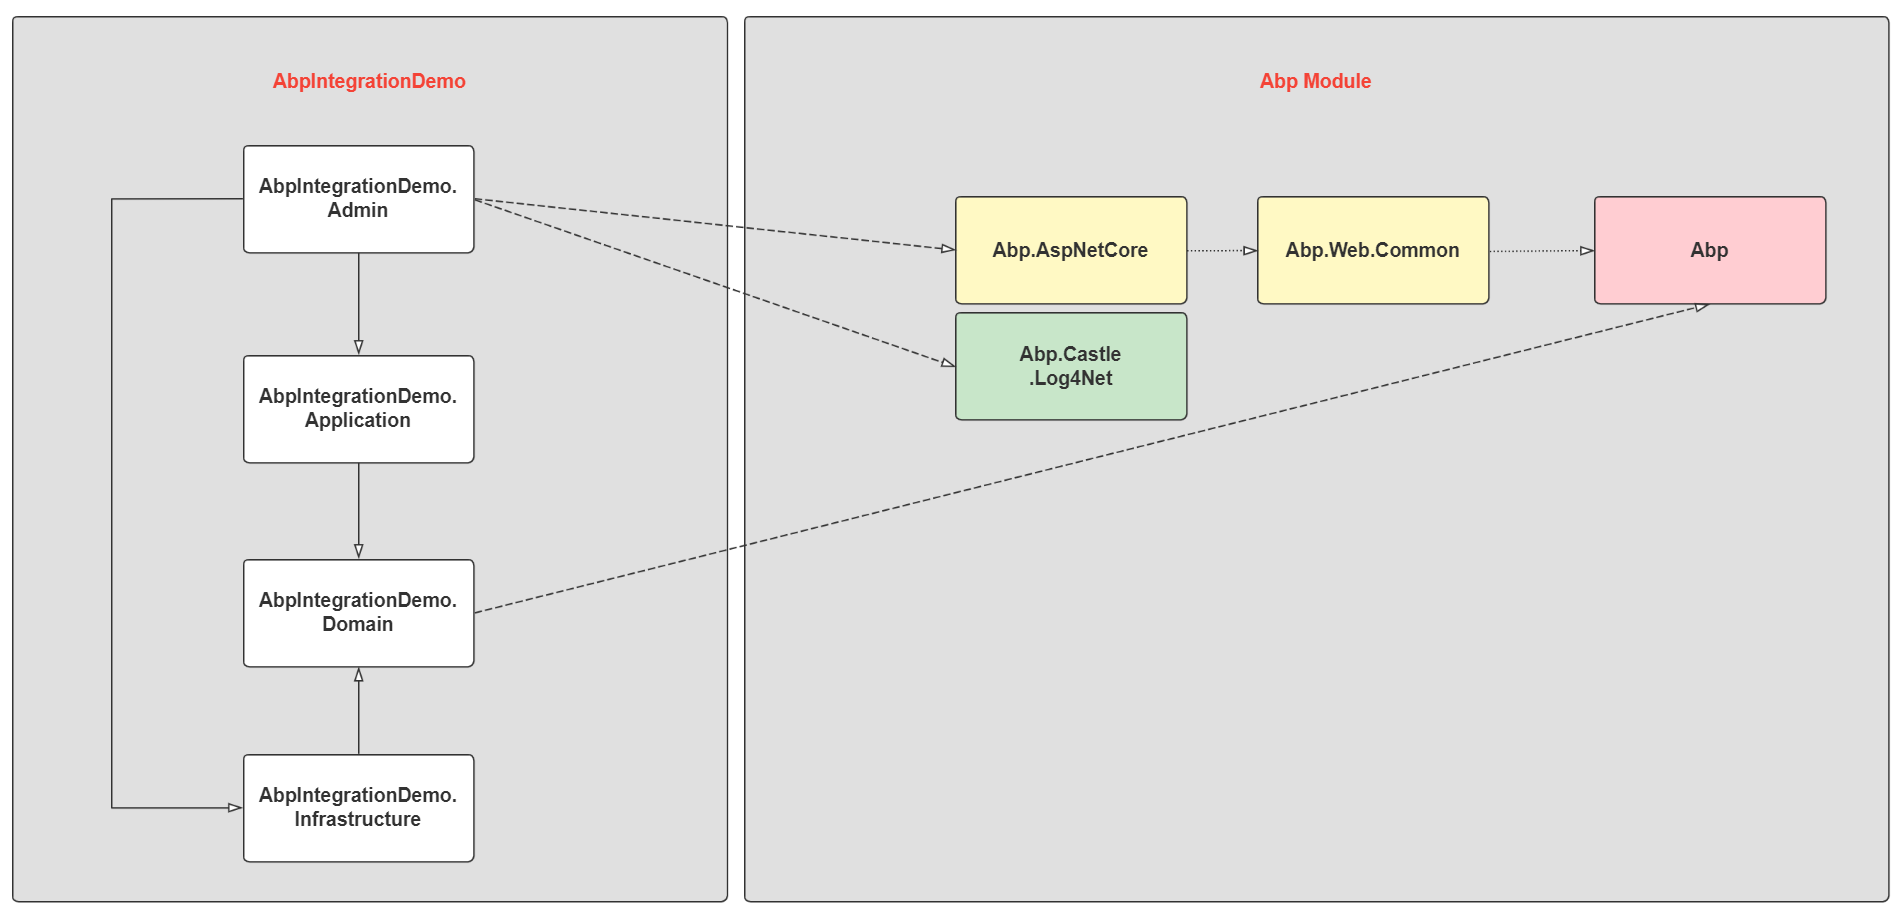 AbpIntegrationDemo
AbpIntegrationDemo.
Admin
AbpIntegrationDemo.
Application
AbpIntegrationDemo.
Domain
AbpIntegrationDemo.
Infrastructure
Abp Module
Abp.AspNetCore
Abp.Web.Common
Abp
Abp.Castle
.Log4Net